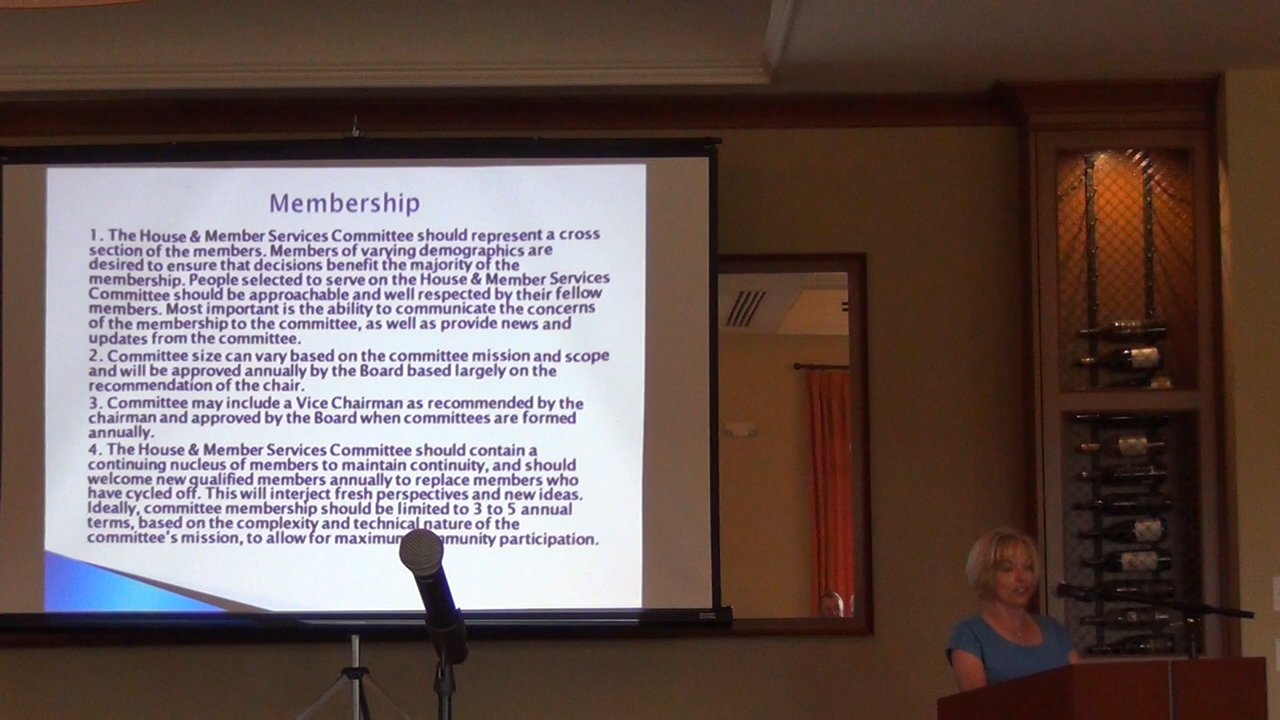 Membership
1. The House & Member Services Committee should represent a cross
section of the members. Members of varying demographics are
desired to ensure that decisions benefit the majority of the
membership. People selected to serve on the House & Member Services
Committee should be approachable and well respected by their fellow
members. Most important is the ability to communicate the concerns
of the membership to the committee, as well as provide news and
updates from the committee.
2. Committee size can vary based on the committee mission and scope
and will be approved annually by the Board based largely on the
recommendation of the chair.
3. Committee may include a Vice Chairman as recommended by the
chairman and approved by the Board when committees are formed
annually.
4. The House & Member Services Committee should contain a
continuing nucleus of members to maintain continuity, and should
welcome new qualified members annually to replace members who
have cycled off. This will interject fresh perspectives and new ideas.
Ideally, committee membership should be limited to 3 to 5 annual
terms, based on the complexity and technical nature of the
committee's mission, to allow for participation.